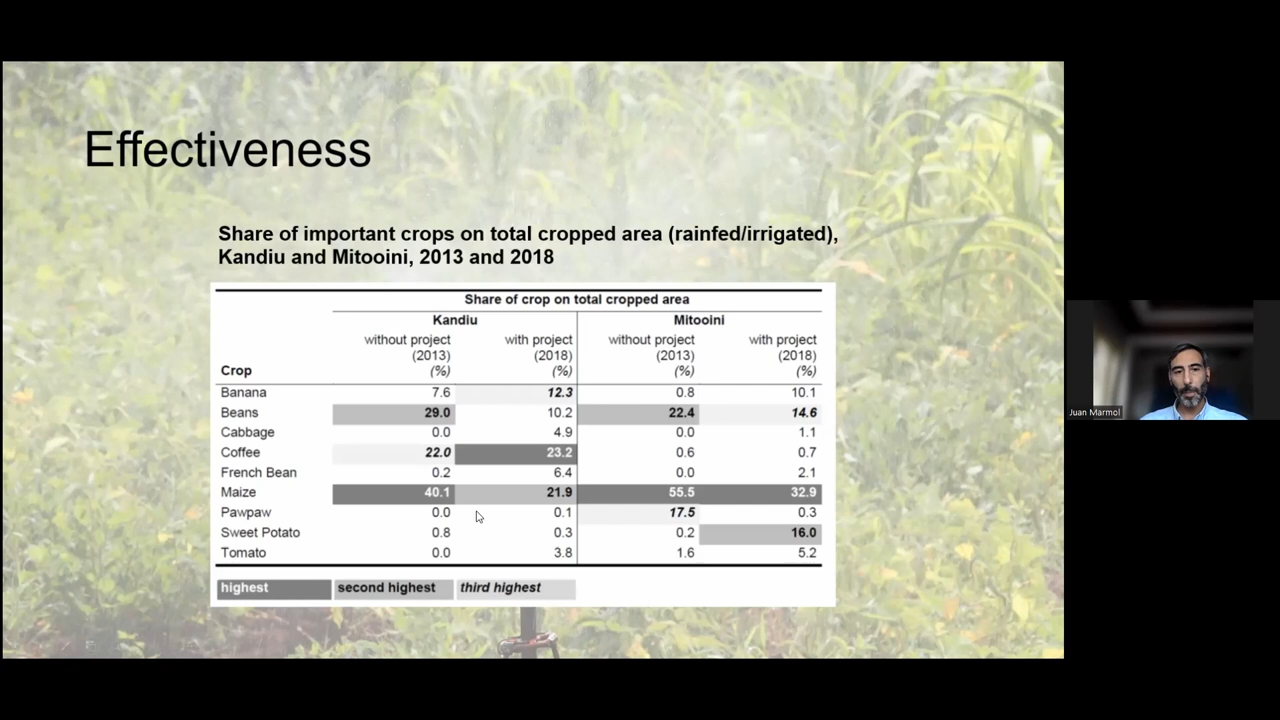 Effectiveness
Share of important crops on total cropped area (rainfed/irrigated),
Kandiu and Mitooini, 2013 and 2018
Share of crop on total cropped area
Kandiu Mitooini
without project with project without project with project
(2013) (2018) (2013) (2018)
Crop (%) (%) (%) (%)
Banana 7.6 12.3 0.8 10.1
Beans 29.0 10.2 22.4 14.6
Cabbage 0.0 4.9 0.0 1.1
Coffee 22.0 23.2 0.6 0.7
French Bean 0.2 6.4 0.0 2.1
Maize 40.1 21.9 55.5 32.9
Pawpaw 0.0 0.1 17.5 0.3
Sweet Potato 0.8 0.3 0.2 16.0
Tomato 0.0 3.8 1.6 5.2
highest second highest third highest
Juan Marmol